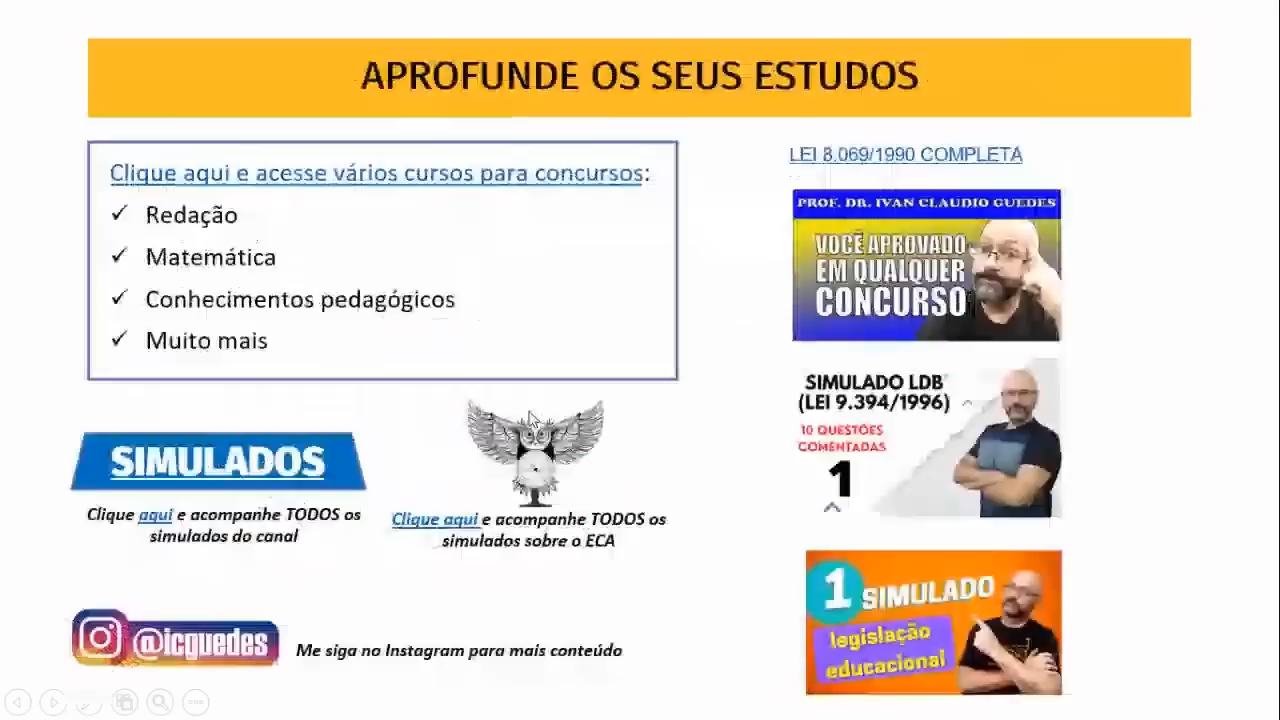 APROFUNDE OS SEUS ESTUDOS
Clique aqui e acesse vários cursos para concursos:
✓ Redação
✓ Matemática
✓ Conhecimentos pedagógicos
✓ Muito mais
SIMULADOS
Clique aqui e acompanhe TODOS os
simulados do canal
Clique aqui e acompanhe TODOS os
simulados sobre o ECA
@icguedes
Me siga no Instagram para mais conteúdo
LEI 8.069/1990 COMPLETA
PROF. DR. IVAN CLAUDIO GUEDES
VOCÊ APROVADO
EM QUALQUER
CONCURSO
SIMULADO LDB
(LEI 9.394/1996)
10 QUESTÕES
COMENTADAS
1
1 SIMULADO
legislação
educacional